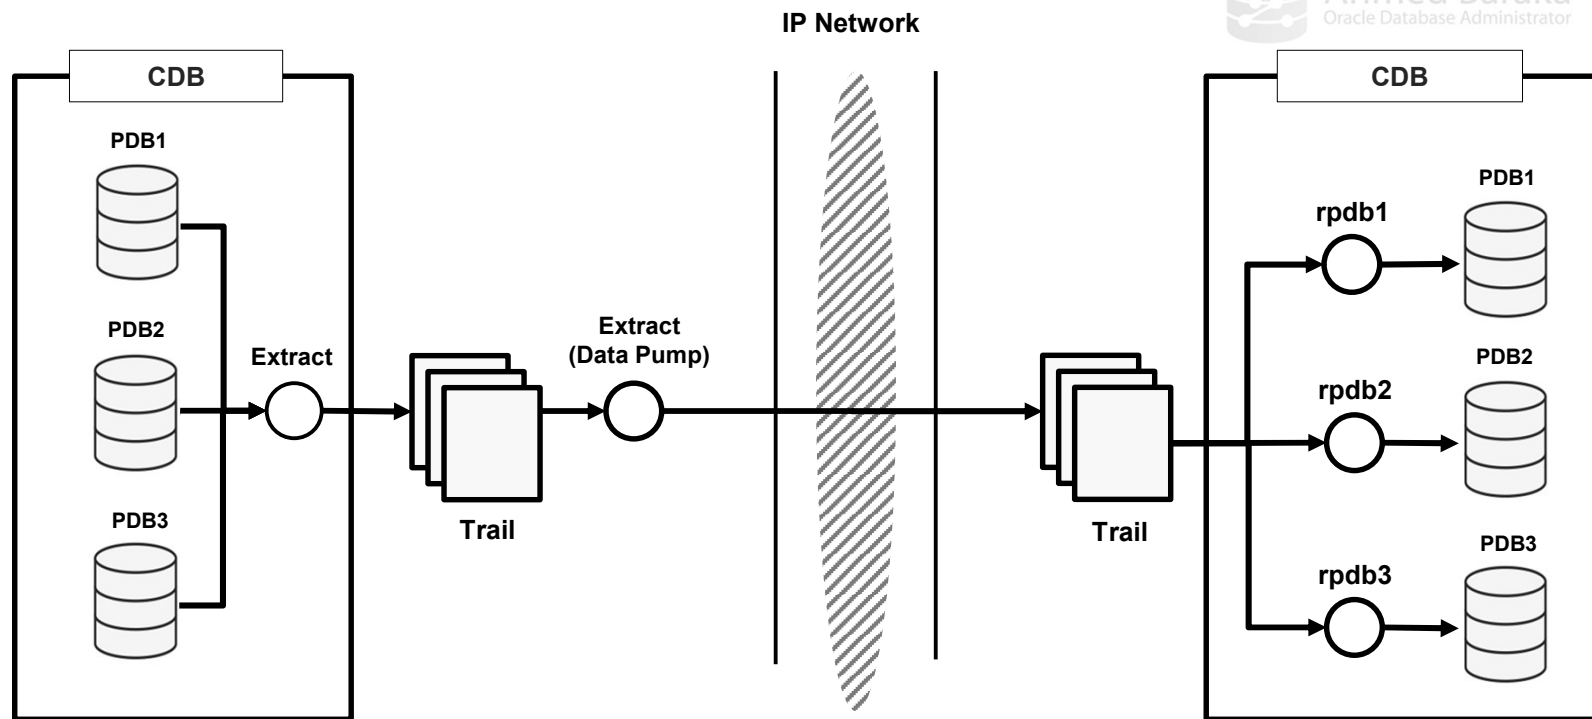 Oracle Database Administrator
IP Network
CDB
CDB
PDB1
PDB2
Extract
PDB3
Trail
Extract
(Data Pump)
Trail
rpdb1
PDB1
rpdb2
PDB2
rpdb3
PDB3